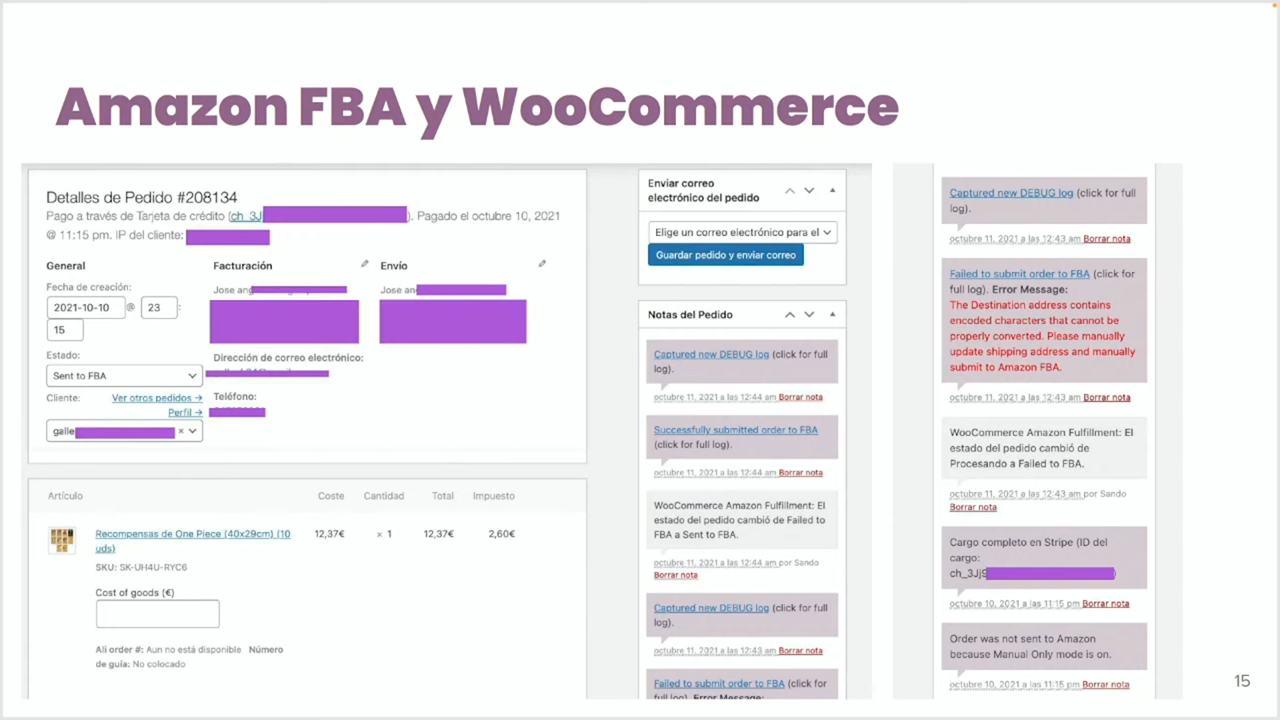 Amazon FBA y WooCommerce
Detalles de Pedido #208134
Pago a través de Tarjeta de crédito (ch_3J ). Pagado el octubre 10, 2021
@ 11:15 pm. IP del cliente:
General
Fecha de creación:
2021-10-10 @ 23 :
15
Estado:
Sent to FBA
Cliente: Ver otros pedidos →
Perfil →
galle ×
Facturación
Jose ang
Dirección de correo electrónico:
Teléfono:
Envío
Jose an
Artículo Coste Cantidad Total Impuesto
Recompensas de One Piece (40x29cm) (10 12,37€ × 1 12,37€ 2,60€
uds)
SKU: SK-UH4U-RYC6
Cost of goods (€)
Ali order #: Aun no está disponible Número
de guía: No colocado
Enviar correo
electrónico del pedido
Elige un correo electrónico para el
Guardar pedido y enviar correo
Notas del Pedido
Captured new DEBUG log (click for full
log).
octubre 11, 2021 a las 12:44 am Borrar nota
Successfully submitted order to FBA
(click for full log).
octubre 11, 2021 a las 12:44 am Borrar nota
WooCommerce Amazon Fulfillment: El
estado del pedido cambió de Failed to
FBA a Sent to FBA.
octubre 11, 2021 a las 12:44 am por Sando
Borrar nota
Captured new DEBUG log (click for full
log).
octubre 11, 2021 a las 12:43 am Borrar nota
Failed to submit order to FBA (click for
full log). Error Message:
Captured new DEBUG log (click for full
log).
octubre 11, 2021 a las 12:43 am Borrar nota
Failed to submit order to FBA (click for
full log). Error Message:
The Destination address contains
encoded characters that cannot be
properly converted. Please manually
update shipping address and manually
submit to Amazon FBA.
octubre 11, 2021 a las 12:43 am Borrar nota
WooCommerce Amazon Fulfillment: El
estado del pedido cambió de
Procesando a Failed to FBA.
octubre 11, 2021 a las 12:43 am por Sando
Borrar nota
Cargo completo en Stripe (ID del
cargo:
ch_3Jj9 )
octubre 10, 2021 a las 11:15 pm Borrar nota
Order was not sent to Amazon
because Manual Only mode is on.
octubre 10, 2021 a las 11:15 pm Borrar nota
15